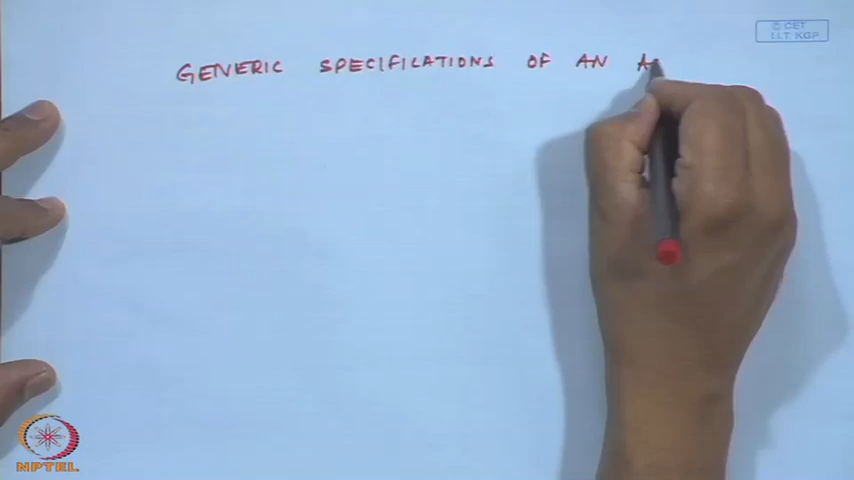 © CET
I.I.T. KGP
GENERIC SPECIFICATIONS OF AN
NPTEL